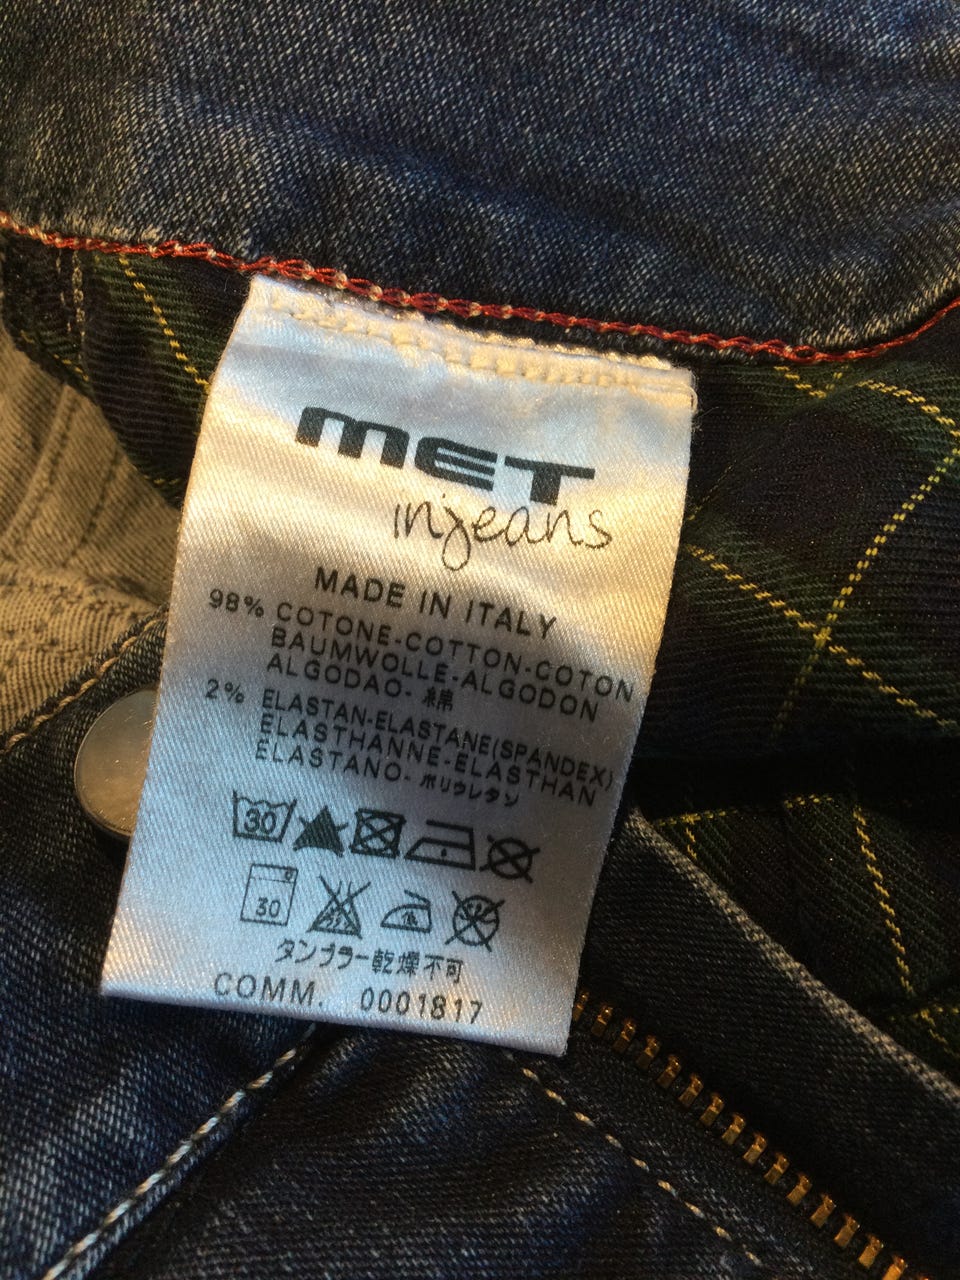 MET
injeans
MADE IN ITALY
98% COTONE-COTTON-COTON
BAUMWOLLE-ALGODON
ALGODAO- 綿
2% ELASTAN-ELASTANE(SPANDEX)
ELASTHANNE-ELASTHAN
ELASTANO- ポリウレタン
30
30
タンブラー乾燥不可
COMM. 0001817